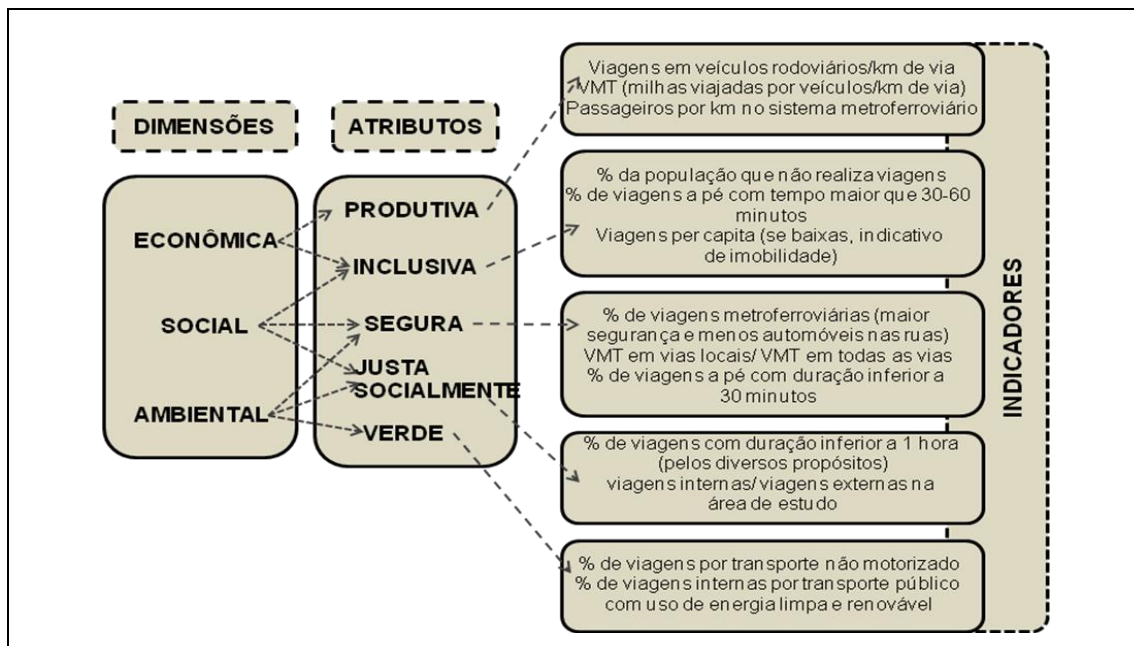 DIMENSÕES
ATRIBUTOS
ECONÔMICA
SOCIAL
AMBIENTAL
PRODUTIVA
INCLUSIVA
SEGURA
JUSTA
SOCIALMENTE
VERDE
Viagens em veículos rodoviários/km de via
VMT (milhas viajadas por veículos/km de via)
Passageiros por km no sistema metroferroviário
% da população que não realiza viagens
% de viagens a pé com tempo maior que 30-60
minutos
Viagens per capita (se baixas, indicativo
de imobilidade)
% de viagens metroferroviárias (maior
segurança e menos automóveis nas ruas)
VMT em vias locais/ VMT em todas as vias
% de viagens a pé com duração inferior a
30 minutos
% de viagens com duração inferior a 1 hora
(pelos diversos propósitos)
viagens internas/ viagens externas na
área de estudo
% de viagens por transporte não motorizado
% de viagens internas por transporte público
com uso de energia limpa e renovável
INDICADORES